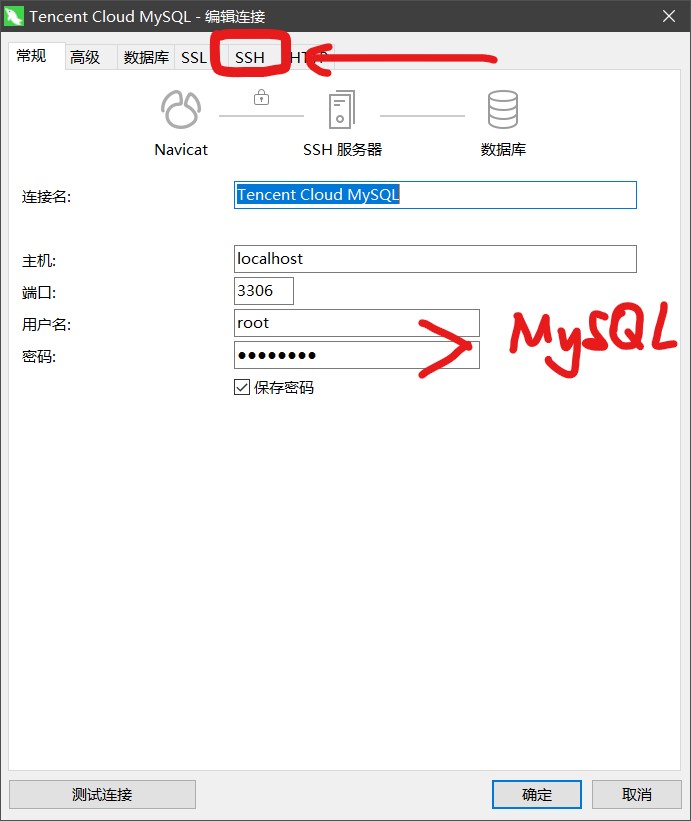 Tencent Cloud MySQL - 编辑连接
常规 高级 数据库 SSL SSH HTTP
Navicat SSH 服务器 数据库
连接名: Tencent Cloud MySQL
主机: localhost
端口: 3306
用户名: root
密码: ●●●●●●●●
MySQL
保存密码
测试连接 确定 取消